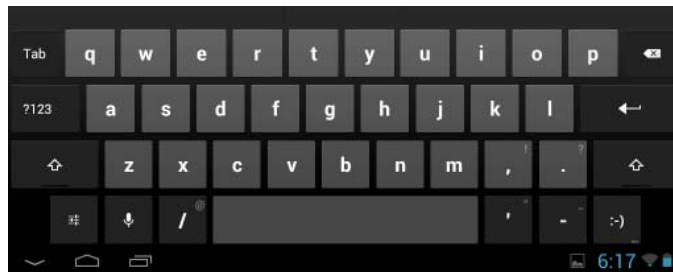 Tab q w e r t y u i o p
?123 a s d f g h j k l
z x c v b n m , ! . ?
/ @ ' " - _ :-)
6:17